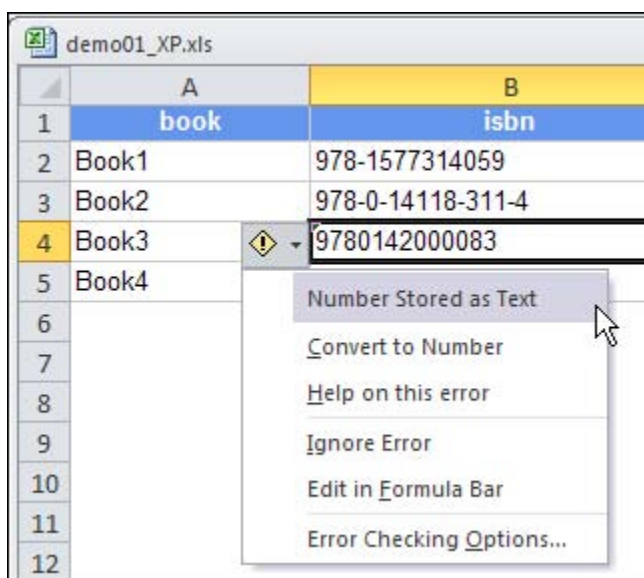 demo01_XP.xls
A B
1 book isbn
2 Book1 978-1577314059
3 Book2 978-0-14118-311-4
4 Book3 9780142000083
5 Book4
Number Stored as Text
6
Convert to Number
7
Help on this error
8
9 Ignore Error
10 Edit in Formula Bar
11
Error Checking Options...
12